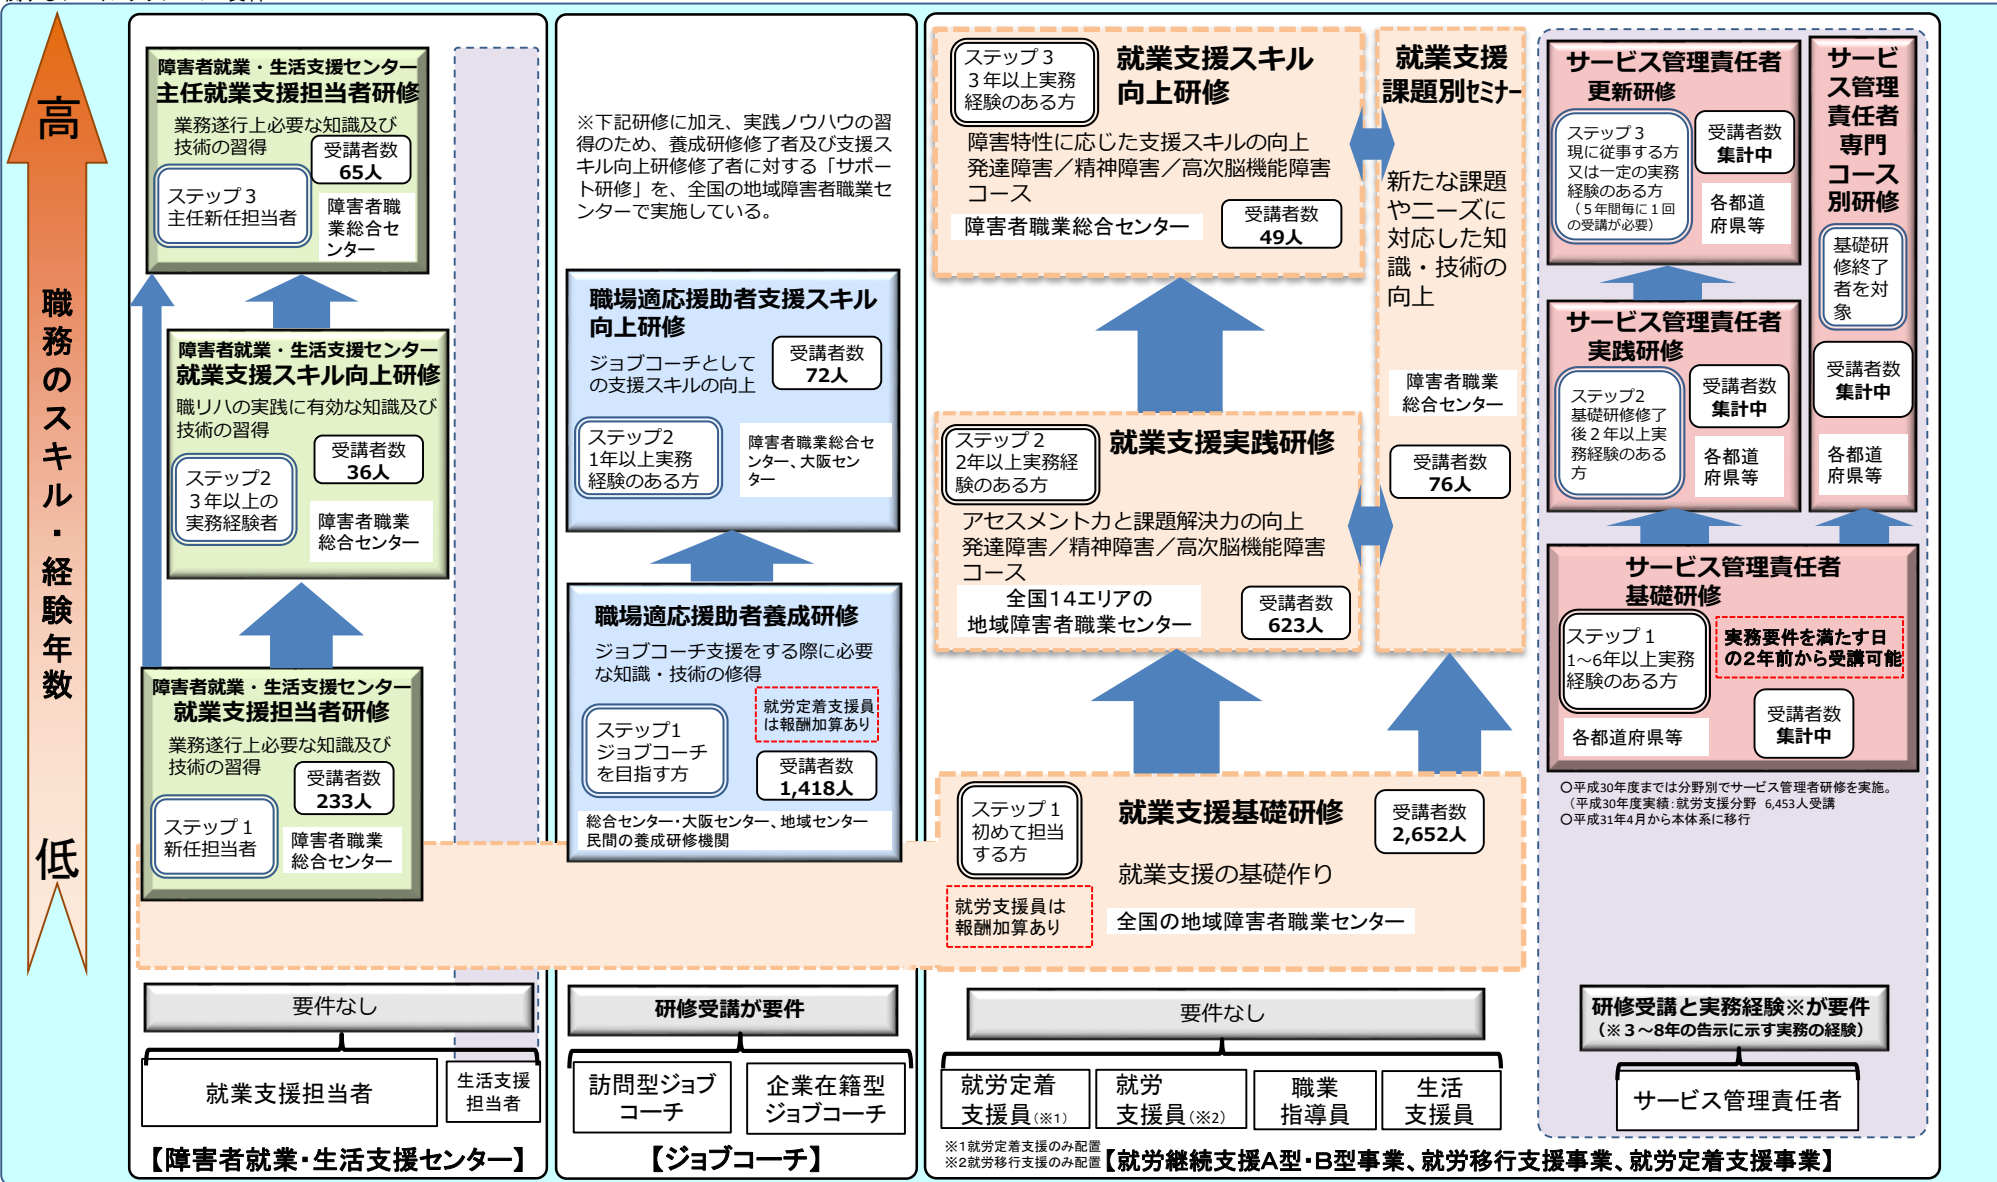 高
職務のスキル・経験年数
低
障害者就業・生活支援センター
主任就業支援担当者研修
業務遂行上必要な知識及び
技術の習得
受講者数
65人
ステップ3
主任新任担当者
障害者職
業総合セ
ンター
障害者就業・生活支援センター
就業支援スキル向上研修
職リハの実践に有効な知識及び
技術の習得
受講者数
36人
ステップ2
3年以上の
実務経験者
障害者職業
総合センター
障害者就業・生活支援センター
就業支援担当者研修
業務遂行上必要な知識及び
技術の習得
受講者数
233人
ステップ1
新任担当者
障害者職業
総合センター
要件なし
就業支援担当者
生活支援
担当者
【障害者就業・生活支援センター】
※下記研修に加え、実践ノウハウの習
得のため、養成研修修了者及び支援ス
キル向上研修修了者に対する「サポー
ト研修」を、全国の地域障害者職業セ
ンターで実施している。
職場適応援助者支援スキル
向上研修
ジョブコーチとして
の支援スキルの向上
受講者数
72人
ステップ2
1年以上実務
経験のある方
障害者職業総合セ
ンター、大阪セン
ター
職場適応援助者養成研修
ジョブコーチ支援をする際に必要
な知識・技術の修得
就労定着支援員
は報酬加算あり
ステップ1
ジョブコーチ
を目指す方
受講者数
1,418人
総合センター・大阪センター、地域センター
民間の養成研修機関
研修受講が要件
訪問型ジョブ
コーチ
企業在籍型
ジョブコーチ
【ジョブコーチ】
ステップ3
3年以上実務
経験のある方
就業支援スキル
向上研修
障害特性に応じた支援スキルの向上
発達障害／精神障害／高次脳機能障害
コース
障害者職業総合センター
受講者数
49人
ステップ2
2年以上実務経
験のある方
就業支援実践研修
アセスメント力と課題解決力の向上
発達障害／精神障害／高次脳機能障害
コース
全国14エリアの
地域障害者職業センター
受講者数
623人
就業支援
課題別セミナー
新たな課題
やニーズに
対応した知
識・技術の
向上
障害者職業
総合センター
受講者数
76人
ステップ1
初めて担当
する方
就業支援基礎研修
受講者数
2,652人
就業支援の基礎作り
就労支援員は
報酬加算あり
全国の地域障害者職業センター
要件なし
就労定着
支援員(※1)
就労
支援員(※2)
職業
指導員
生活
支援員
※1就労定着支援のみ配置
※2就労移行支援のみ配置
【就労継続支援A型・B型事業、就労移行支援事業、就労定着支援事業】
サービス管理責任者
更新研修
ステップ3
現に従事する方
又は一定の実務
経験のある方
（5年間毎に1回
の受講が必要）
受講者数
集計中
各都道
府県等
サービス管理責任者
実践研修
ステップ2
基礎研修修了
後2年以上実
務経験のある
方
受講者数
集計中
各都道
府県等
サービ
ス管理
責任者
専門
コース
別研修
基礎研
修終了
者を対
象
受講者数
集計中
各都道
府県等
サービス管理責任者
基礎研修
ステップ1
1～6年以上実務
経験のある方
実務要件を満たす日
の2年前から受講可能
受講者数
集計中
各都道府県等
○平成30年度までは分野別でサービス管理者研修を実施。
（平成30年度実績：就労支援分野 6,453人受講
○平成31年4月から本体系に移行
研修受講と実務経験※が要件
（※3～8年の告示に示す実務の経験）
サービス管理責任者